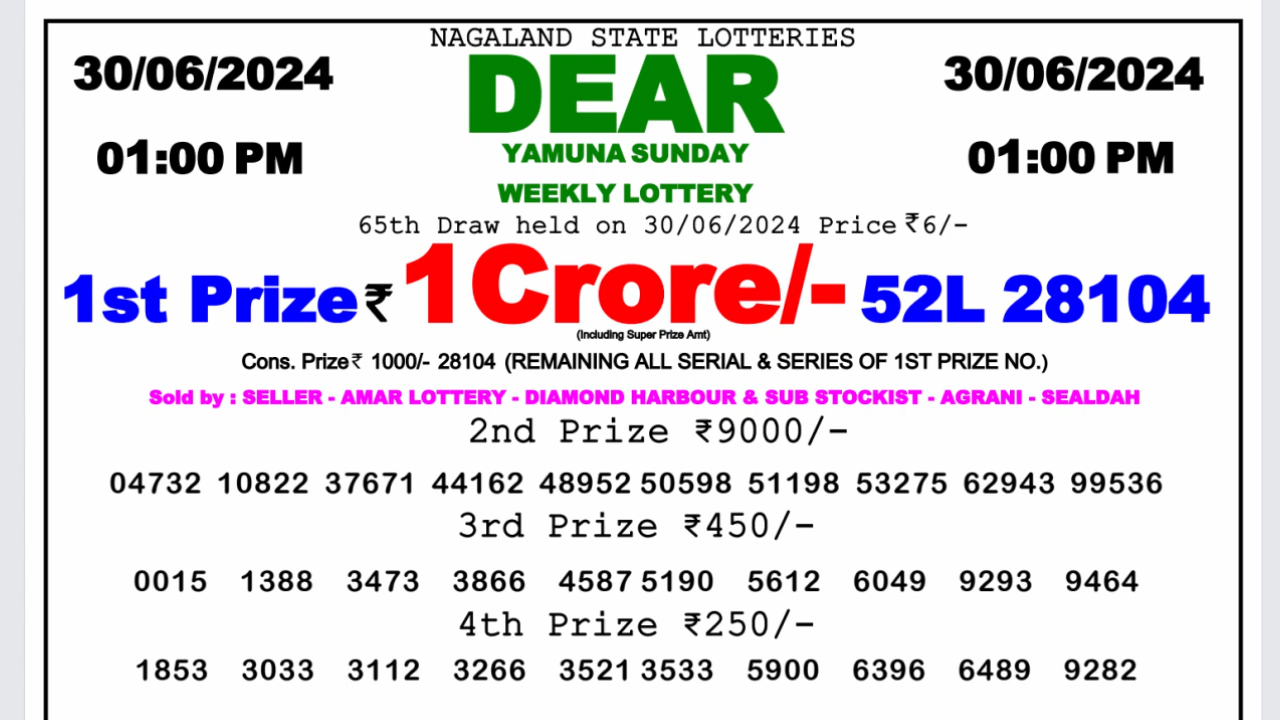 NAGALAND STATE LOTTERIES
30/06/2024 DEAR 30/06/2024
01:00 PM YAMUNA SUNDAY 01:00 PM
WEEKLY LOTTERY
65th Draw held on 30/06/2024 Price ₹6/-
1st Prize ₹ 1Crore/- 52L 28104
(Including Super Prize Amt)
Cons. Prize ₹ 1000/- 28104 (REMAINING ALL SERIAL & SERIES OF 1ST PRIZE NO.)
Sold by : SELLER - AMAR LOTTERY - DIAMOND HARBOUR & SUB STOCKIST - AGRANI - SEALDAH
2nd Prize ₹9000/-
04732 10822 37671 44162 48952 50598 51198 53275 62943 99536
3rd Prize ₹450/-
0015 1388 3473 3866 4587 5190 5612 6049 9293 9464
4th Prize ₹250/-
1853 3033 3112 3266 3521 3533 5900 6396 6489 9282